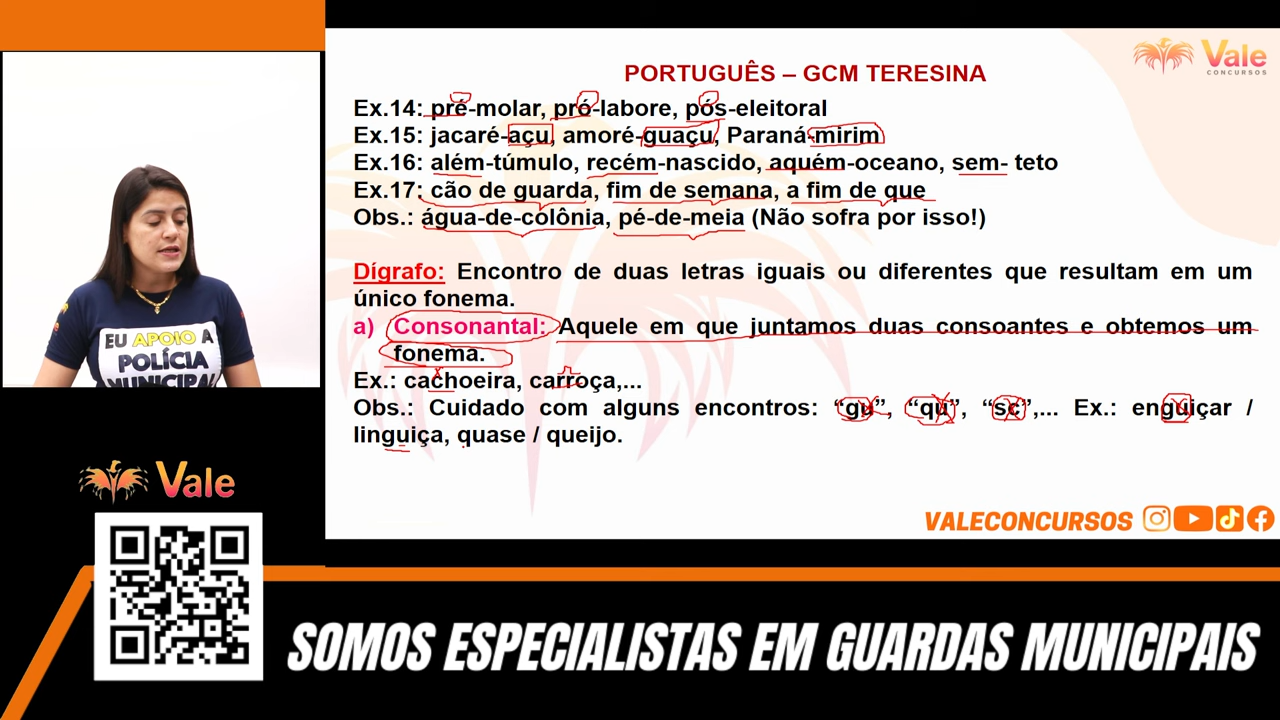 Vale
CONCURSOS
PORTUGUÊS – GCM TERESINA
Ex.14: pré-molar, pró-labore, pós-eleitoral
Ex.15: jacaré-açu, amoré-guaçu, Paraná-mirim
Ex.16: além-túmulo, recém-nascido, aquém-oceano, sem- teto
Ex.17: cão de guarda, fim de semana, a fim de que
Obs.: água-de-colônia, pé-de-meia (Não sofra por isso!)
Dígrafo: Encontro de duas letras iguais ou diferentes que resultam em um
único fonema.
a) Consonantal: Aquele em que juntamos duas consoantes e obtemos um
fonema.
Ex.: cachoeira, carroça,...
Obs.: Cuidado com alguns encontros: “gu”, “qu”, “sc”,... Ex.: enguiçar /
linguiça, quase / queijo.
EU APOIO A
POLÍCIA
MUNICIPAL
VALECONCURSOS
Vale
SOMOS ESPECIALISTAS EM GUARDAS MUNICIPAIS